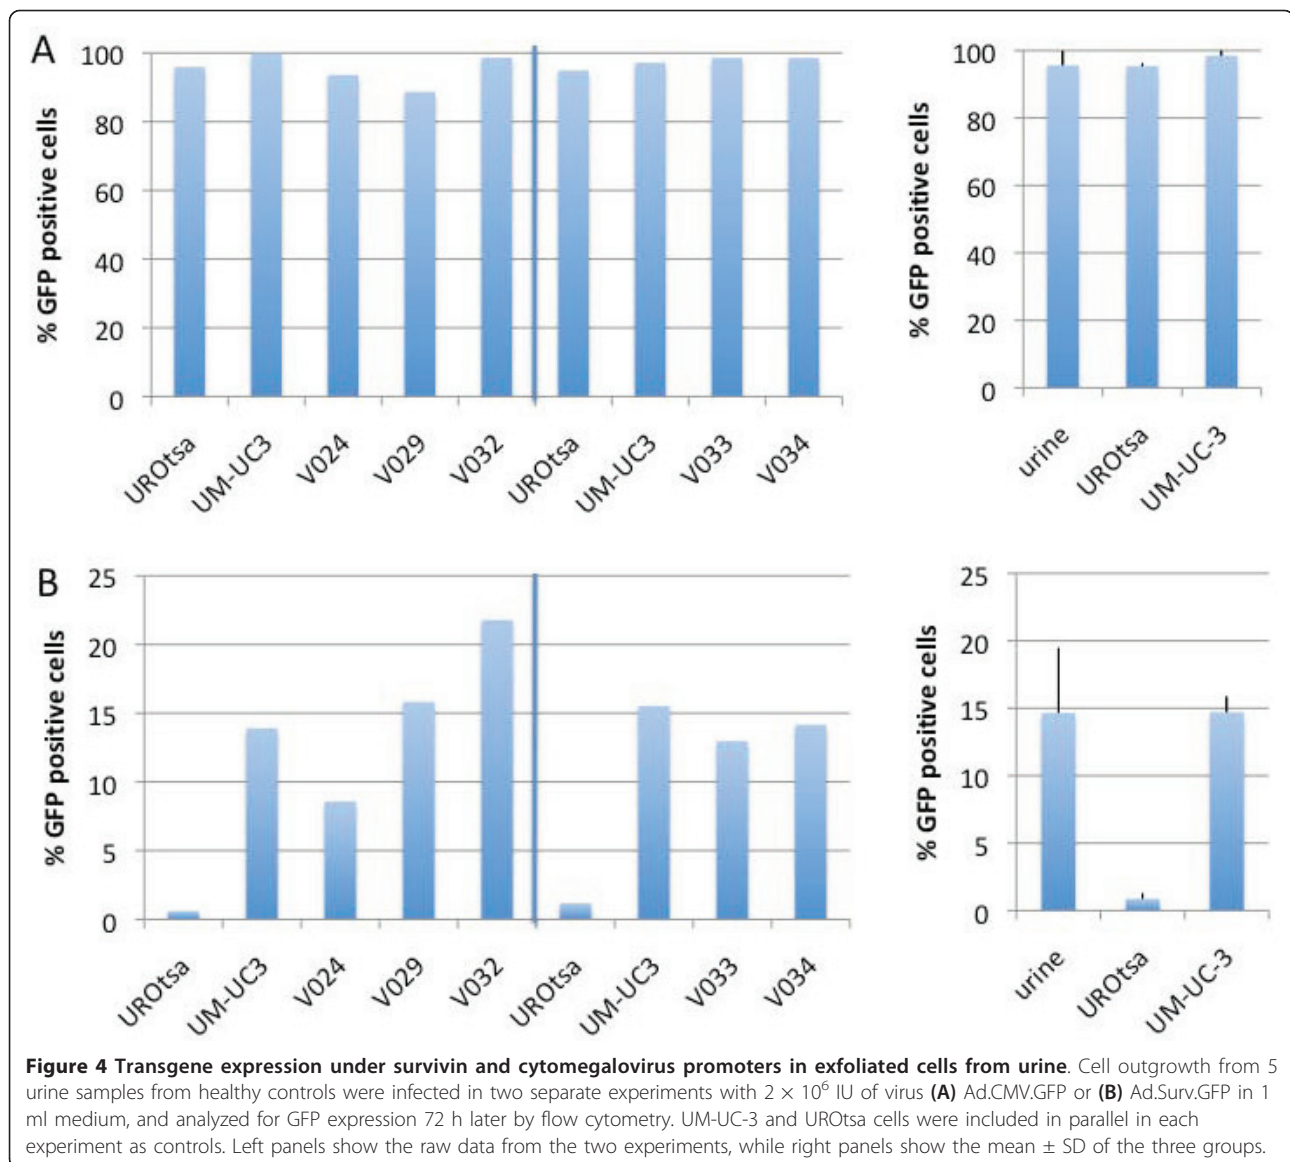 A
% GFP positive cells
100
80
60
40
20
0
UROtsa
UM-UC3
V024
V029
V032
UROtsa
UM-UC3
V033
V034
% GFP positive cells
100
80
60
40
20
0
urine
UROtsa
UM-UC-3
B
% GFP positive cells
25
20
15
10
5
0
UROtsa
UM-UC3
V024
V029
V032
UROtsa
UM-UC3
V033
V034
% GFP positive cells
25
20
15
10
5
0
urine
UROtsa
UM-UC-3
Figure 4 Transgene expression under survivin and cytomegalovirus promoters in exfoliated cells from urine. Cell outgrowth from 5
urine samples from healthy controls were infected in two separate experiments with 2 × 10⁶ IU of virus (A) Ad.CMV.GFP or (B) Ad.Surv.GFP in 1
ml medium, and analyzed for GFP expression 72 h later by flow cytometry. UM-UC-3 and UROtsa cells were included in parallel in each
experiment as controls. Left panels show the raw data from the two experiments, while right panels show the mean ± SD of the three groups.